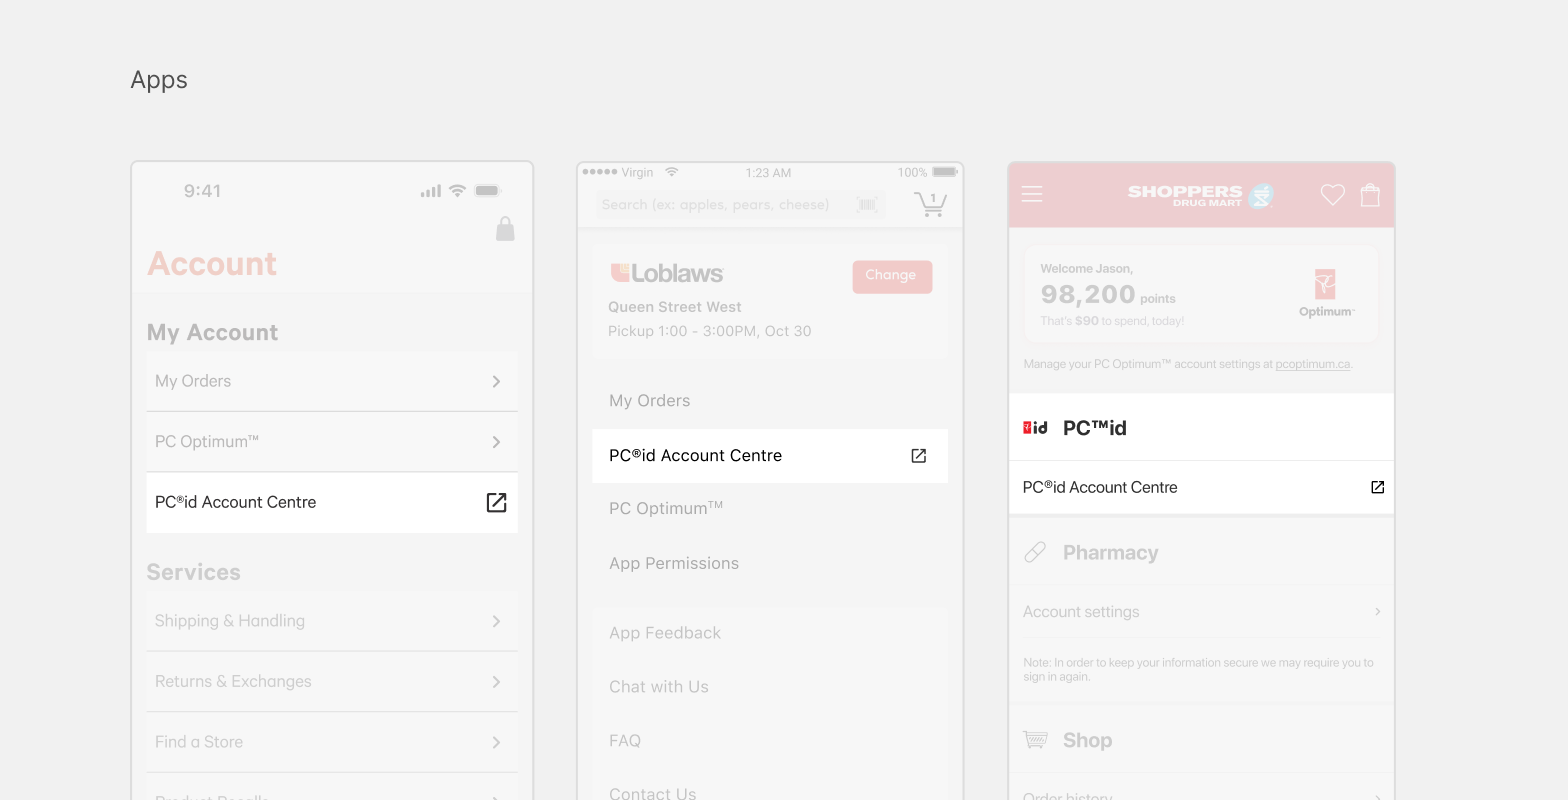 Apps
9:41
Account
My Account
My Orders
PC Optimum™
PC®id Account Centre
Services
Shipping & Handling
Returns & Exchanges
Find a Store
Product Recalls
Virgin 1:23 AM 100%
Search (ex: apples, pears, cheese) 1
Loblaws
Change
Queen Street West
Pickup 1:00 - 3:00PM, Oct 30
My Orders
PC®id Account Centre
PC Optimum™
App Permissions
App Feedback
Chat with Us
FAQ
Contact Us
SHOPPERS
DRUG MART
Welcome Jason,
98,200 points
That's $90 to spend, today!
Optimum™
Manage your PC Optimum™ account settings at pcoptimum.ca.
id PC™id
PC®id Account Centre
Pharmacy
Account settings
Note: In order to keep your information secure we may require you to
sign in again.
Shop
Order history